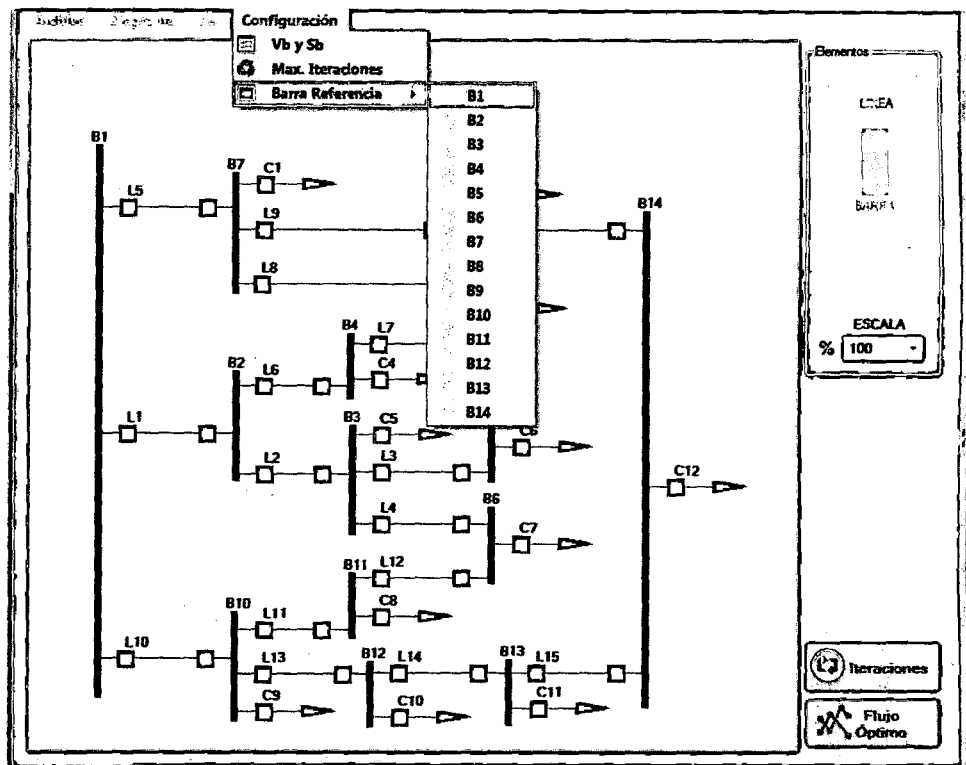 Configuración
Vb y Sb
Max. Iteraciones
Barra Referencia
B1
B2
B3
B4
B5
B6
B7
B8
B9
B10
B11
B12
B13
B14
Elementos
LINEA
BARRA
ESCALA
% 100
Iteraciones
Flujo
Óptimo
B1
L5
B7
C1
L9
L8
B14
B4
L7
C4
B2
L6
L1
L2
B3
C5
L3
L4
C6
B6
C7
C12
B11
L12
C8
B10
L11
L10
L13
C9
B12
L14
C10
B13
L15
C11